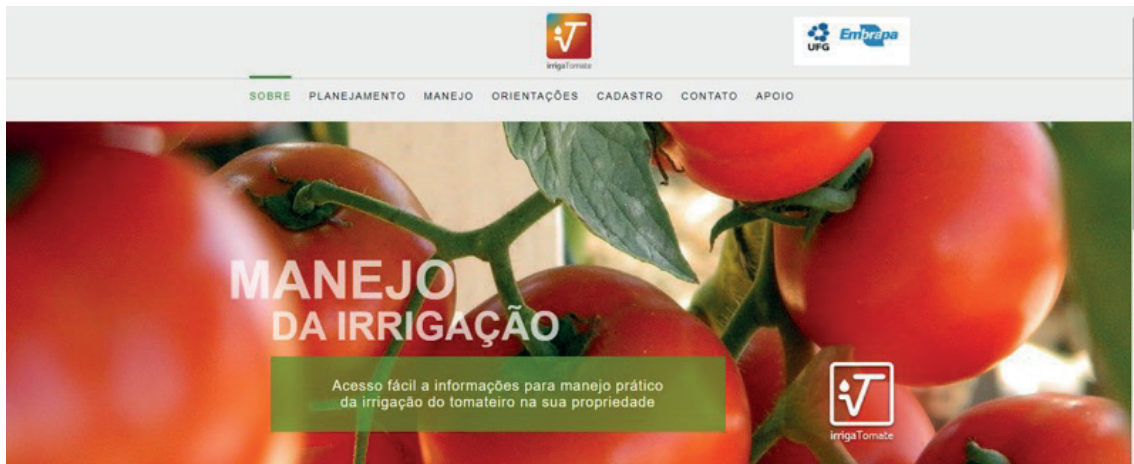 irrigaTomate
UFG
Embrapa
SOBRE PLANEJAMENTO MANEJO ORIENTAÇÕES CADASTRO CONTATO APOIO
MANEJO
DA IRRIGAÇÃO
Acesso fácil a informações para manejo prático
da irrigação do tomateiro na sua propriedade
irrigaTomate